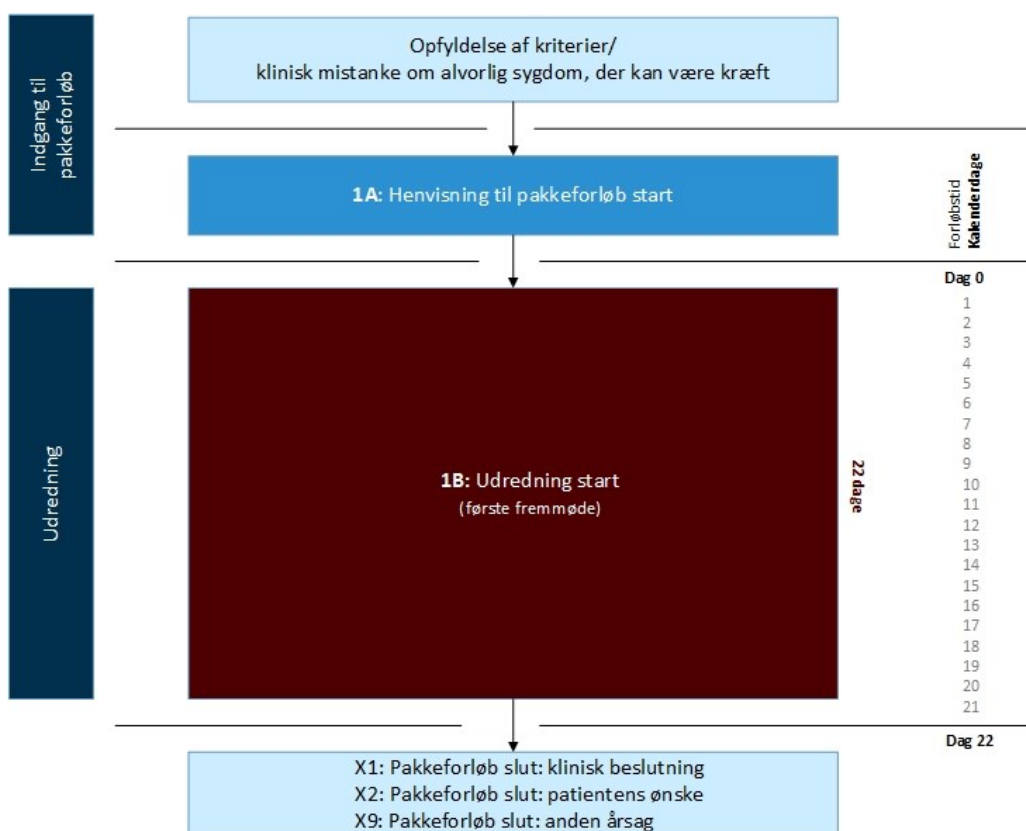 Indgang til
pakkeforløb
Opfyldelse af kriterier/
klinisk mistanke om alvorlig sygdom, der kan være kræft
1A: Henvisning til pakkeforløb start
Forløbstid
Kalenderdage
Dag 0
Udredning
1B: Udredning start
(første fremmøde)
22 dage
1
2
3
4
5
6
7
8
9
10
11
12
13
14
15
16
17
18
19
20
21
Dag 22
X1: Pakkeforløb slut: klinisk beslutning
X2: Pakkeforløb slut: patientens ønske
X9: Pakkeforløb slut: anden årsag